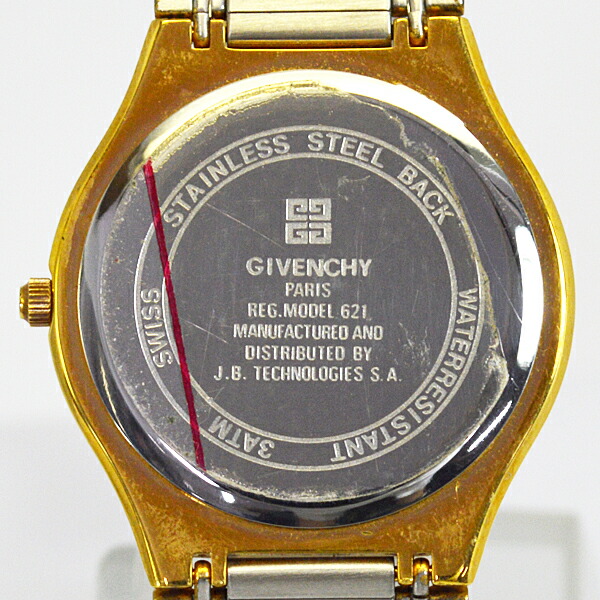 STAINLESS STEEL BACK
WATERRESISTANT
3ATM
SWISS
GIVENCHY
PARIS
REG.MODEL 621
MANUFACTURED AND
DISTRIBUTED BY
J.B. TECHNOLOGIES S.A.